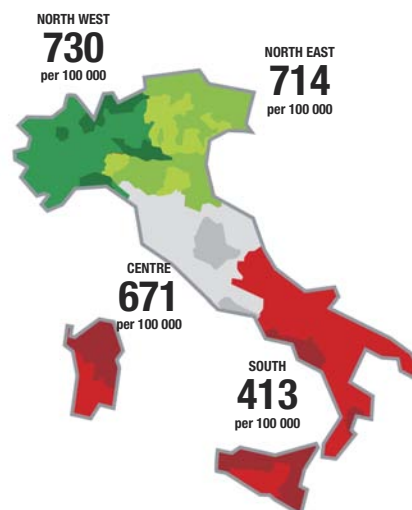 NORTH WEST
730
per 100 000
NORTH EAST
714
per 100 000
CENTRE
671
per 100 000
SOUTH
413
per 100 000